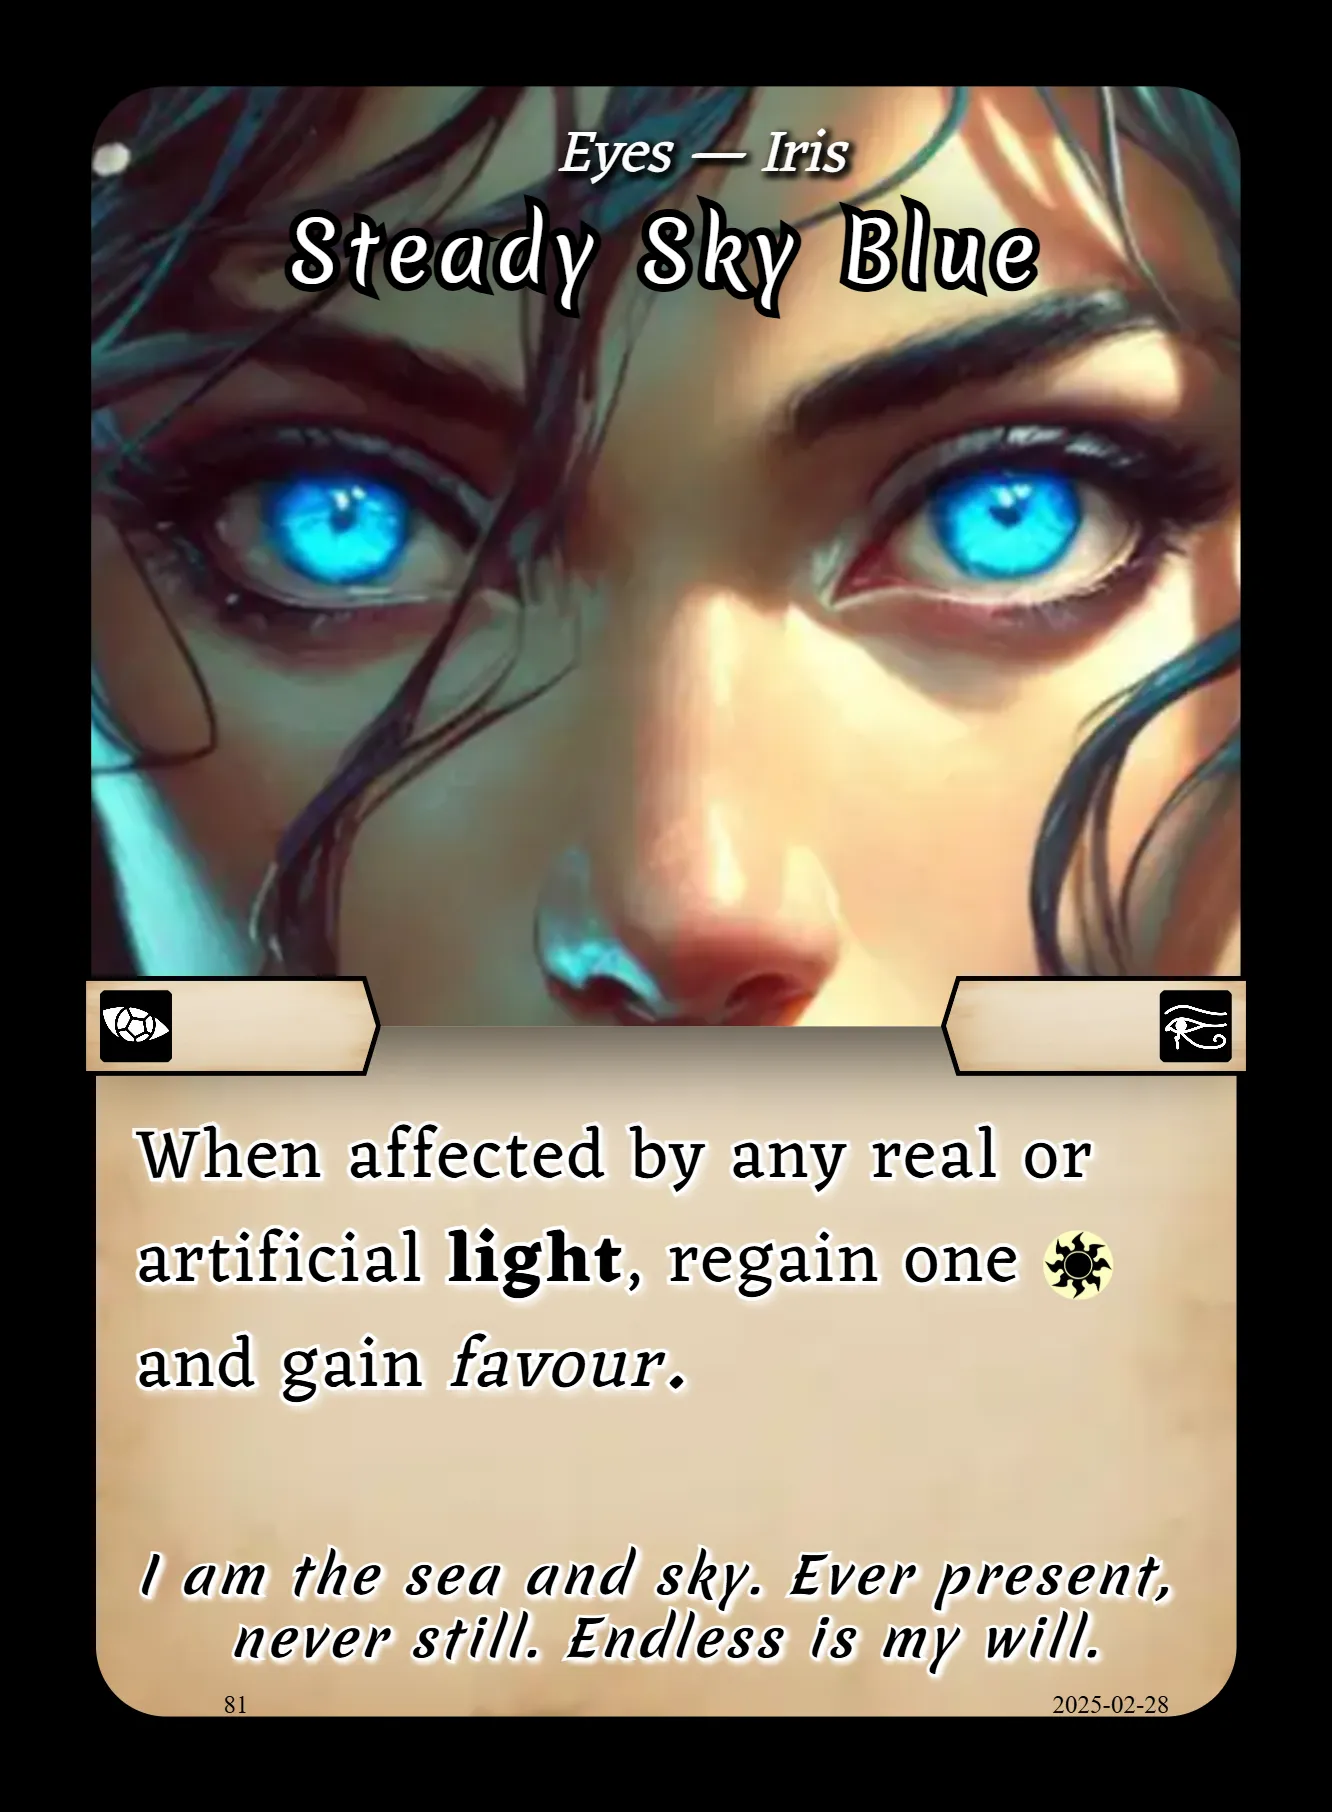 Eyes — Iris
Steady Sky Blue
When affected by any real or
artificial light, regain one
and gain favour.
I am the sea and sky. Ever present,
never still. Endless is my will.
81
2025-02-28